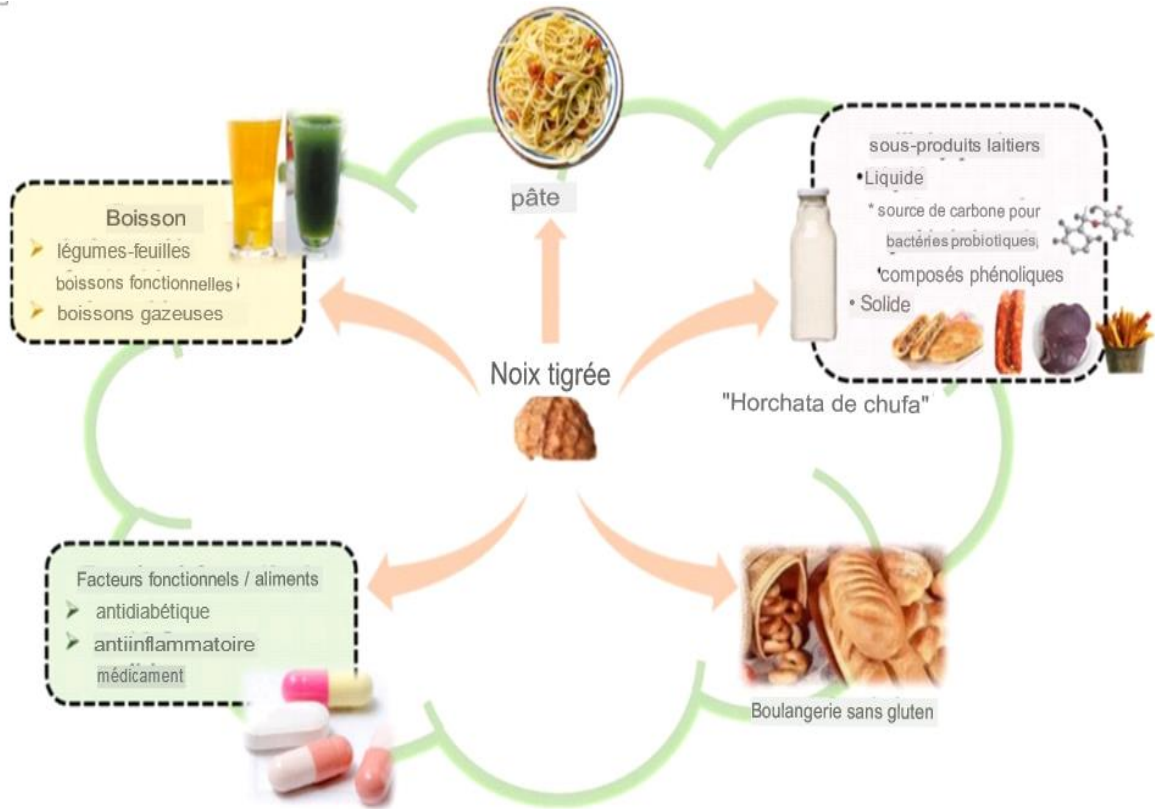 pâte
Boisson
légumes-feuilles
boissons fonctionnelles
boissons gazeuses
sous-produits laitiers
•Liquide
* source de carbone pour
bactéries probiotiques,
composés phénoliques
• Solide
"Horchata de chufa"
Noix tigrée
Facteurs fonctionnels / aliments
antidiabétique
antiinflammatoire
médicament
Boulangerie sans gluten